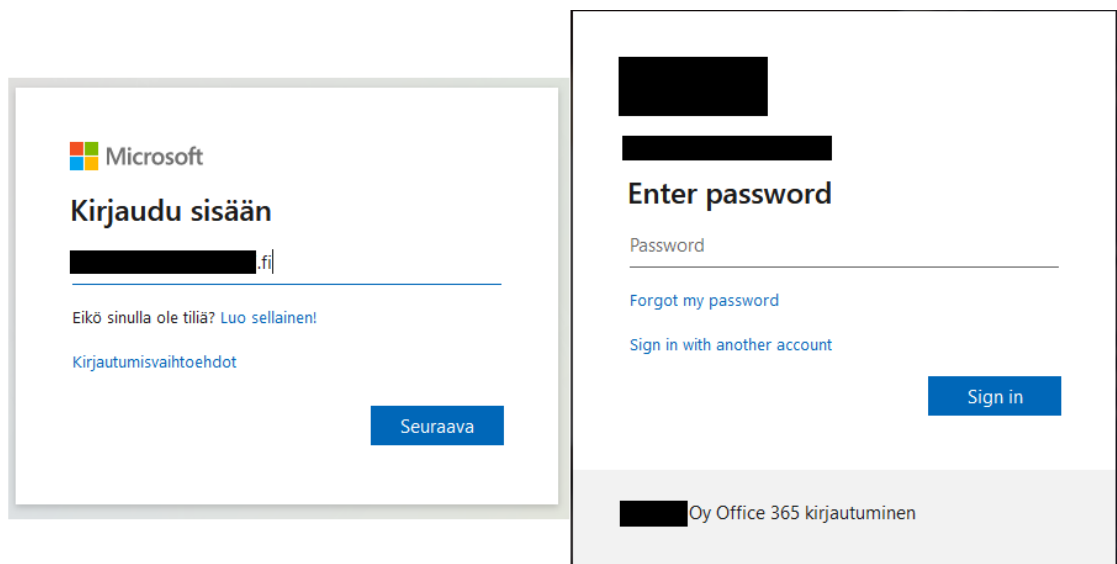 Microsoft
Kirjaudu sisään
.fi
Eikö sinulla ole tiliä? Luo sellainen!
Kirjautumisvaihtoehdot
Seuraava
Enter password
Password
Forgot my password
Sign in with another account
Sign in
Oy Office 365 kirjautuminen